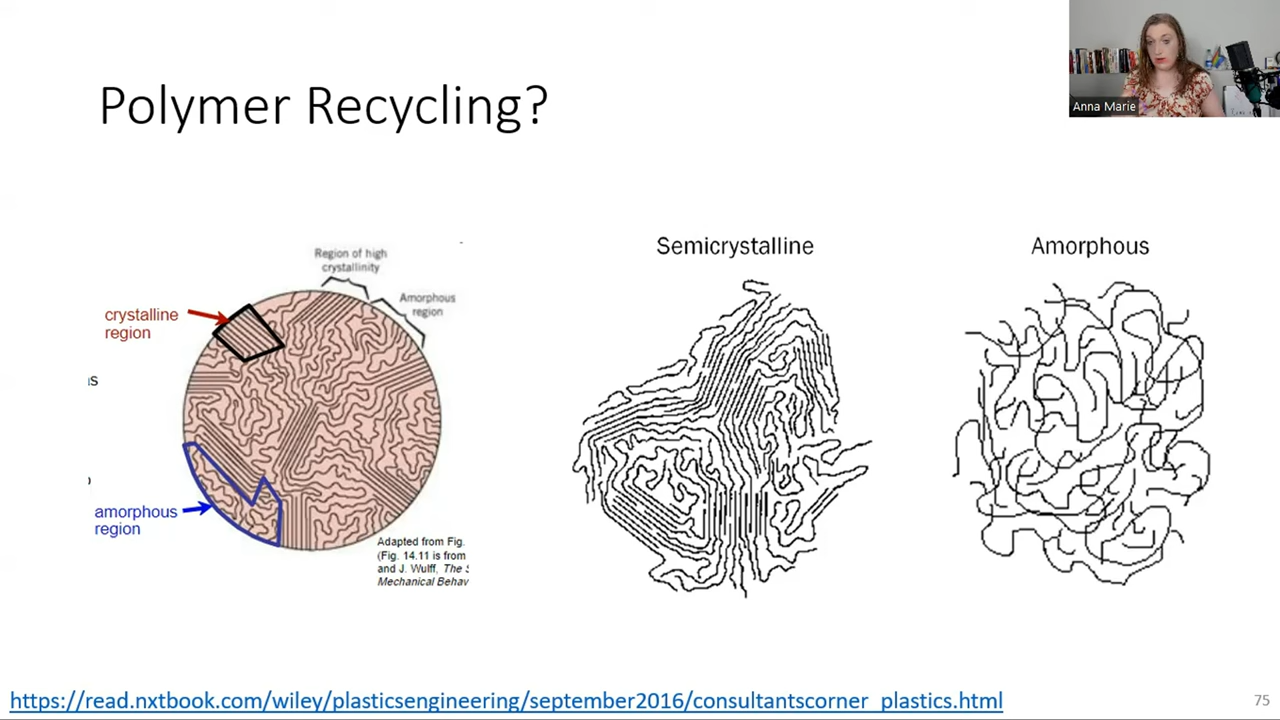 Polymer Recycling?
Anna Marie
Region of high
crystallinity
Amorphous
region
crystalline
region
amorphous
region
Adapted from Fig.
(Fig. 14.11 is from
and J. Wulff, The
Mechanical Behav
Semicrystalline
Amorphous
https://read.nxtbook.com/wiley/plasticsengineering/september2016/consultantscorner_plastics.html
75